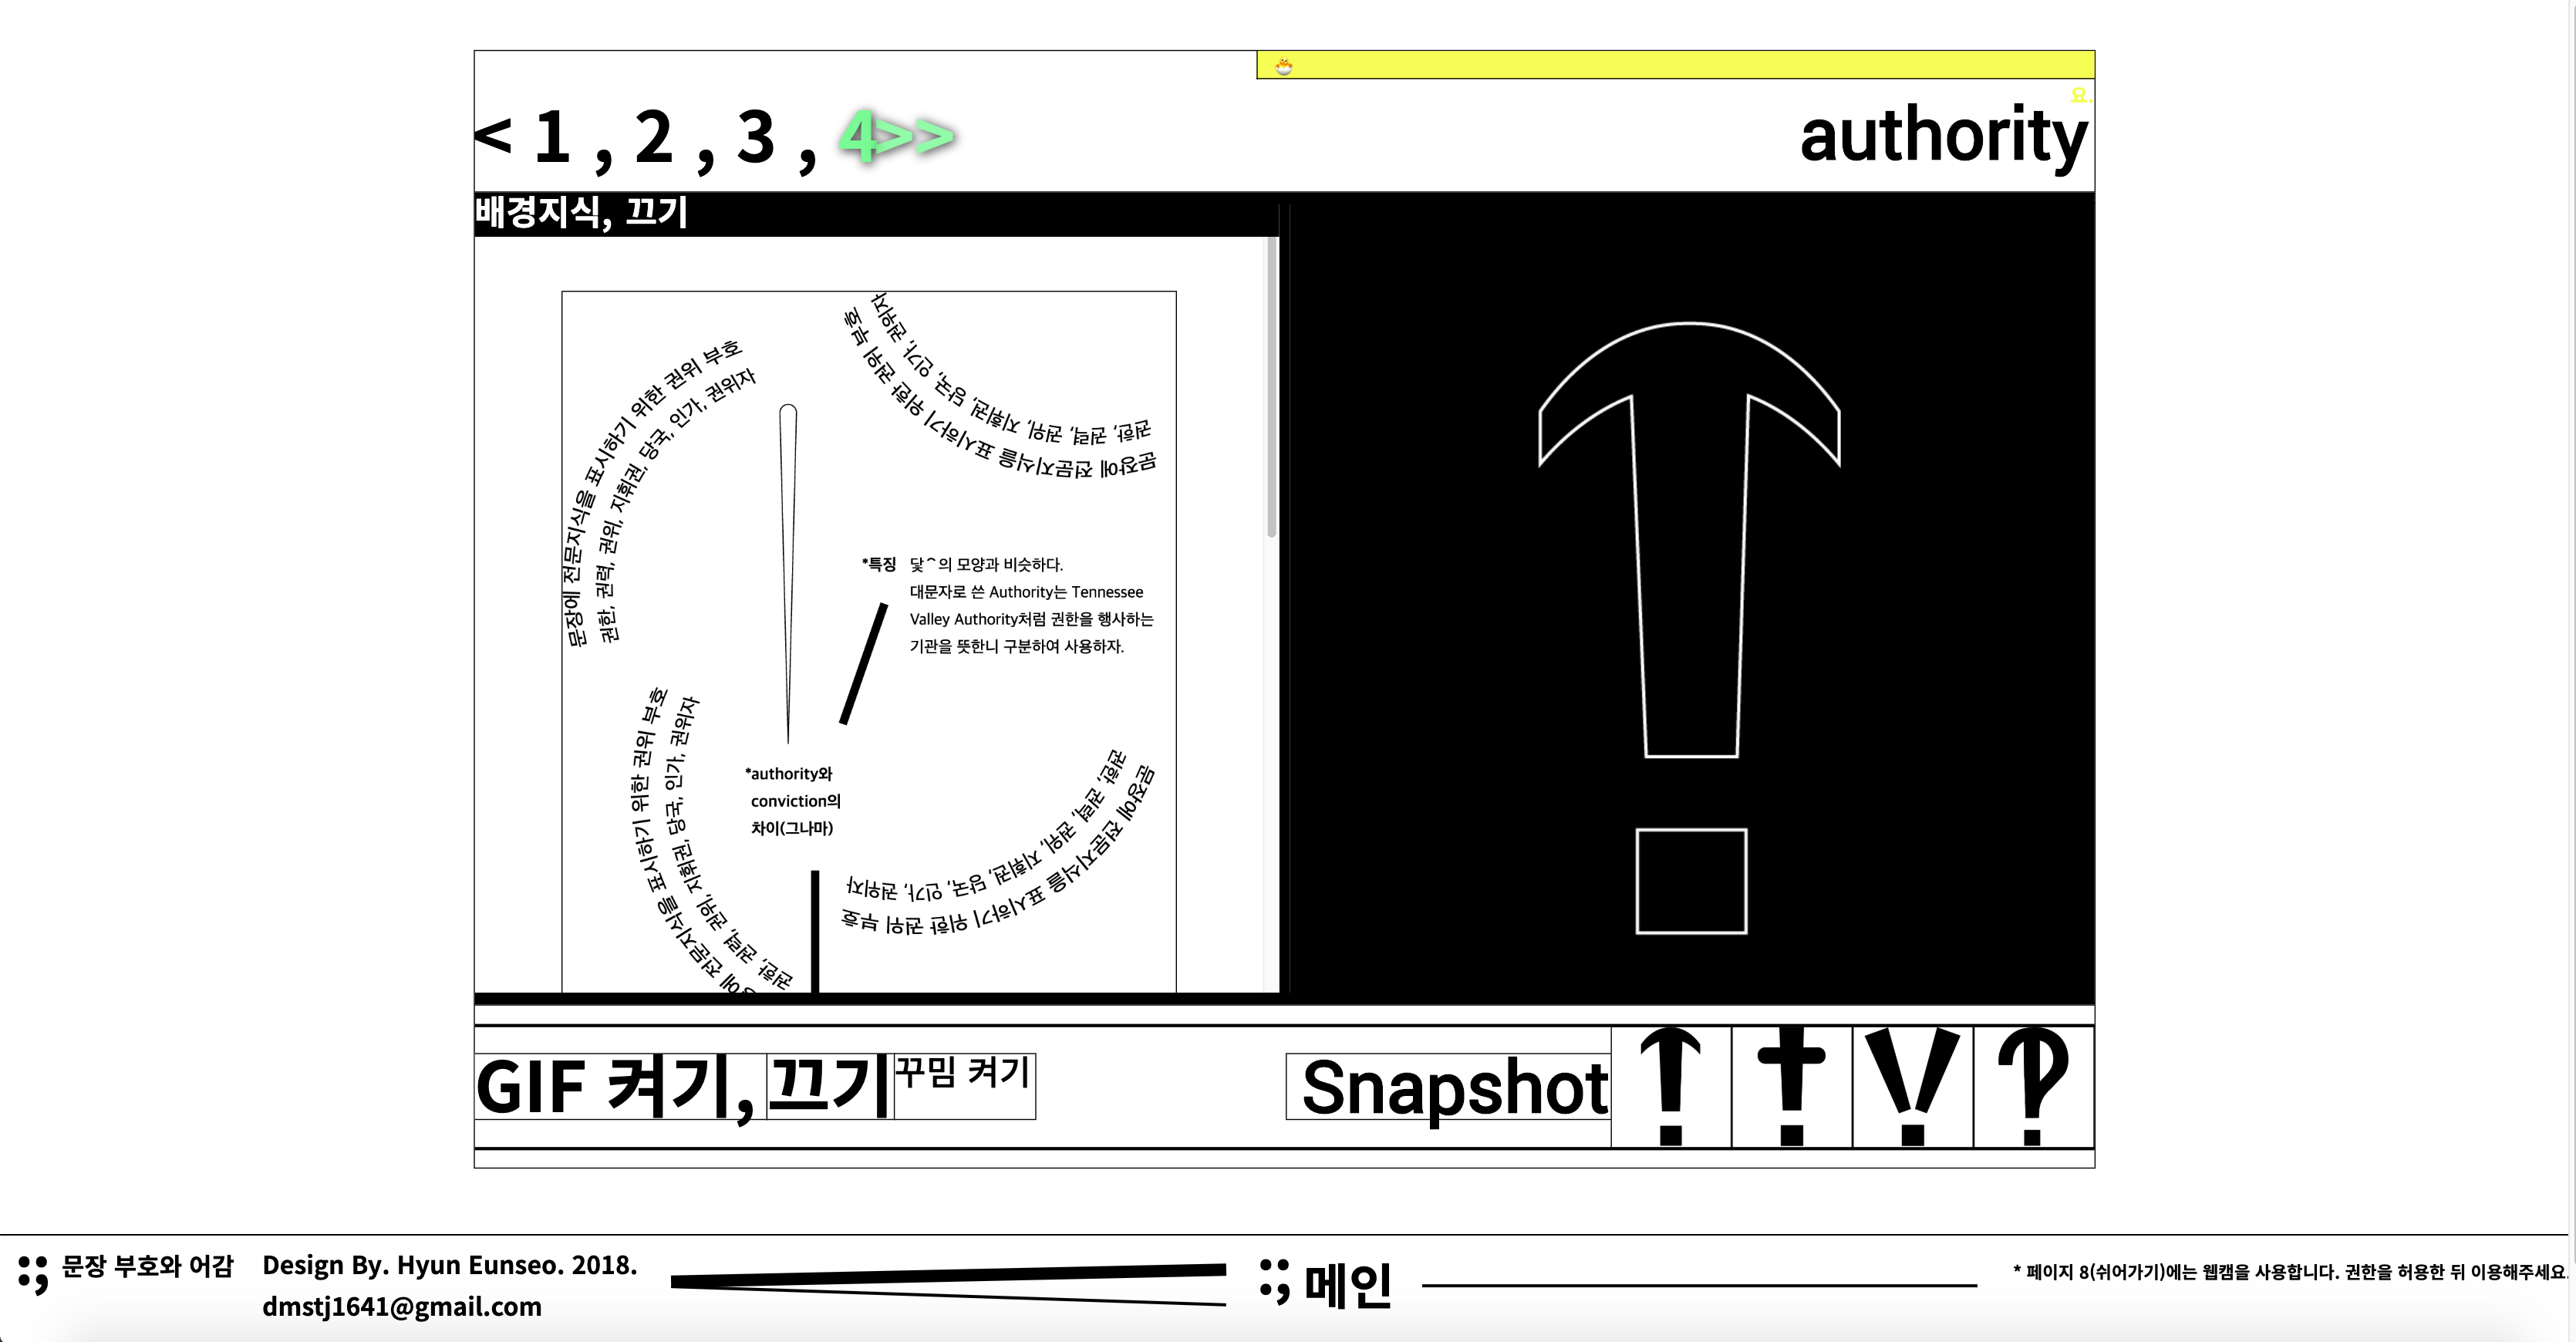 요.
< 1 , 2 , 3 , 4>>
authority
배경지식, 끄기
문장에 전문지식을 표시하기 위한 권위 부호
권한, 권력, 권위, 지휘권, 당국, 인가, 권위자
문장에 전문지식을 표시하기 위한 권위 부호
권한, 권력, 권위, 지휘권, 당국, 인가, 권위자
*특징 닻⌒의 모양과 비슷하다.
대문자로 쓴 Authority는 Tennessee
Valley Authority처럼 권한을 행사하는
기관을 뜻한니 구분하여 사용하자.
문장에 전문지식을 표시하기 위한 권위 부호
권한, 권력, 권위, 지휘권, 당국, 인가, 권위자
*authority와
conviction의
차이(그나마)
권한, 권력, 권위, 지휘권, 당국, 인가, 권위자
문장에 전문지식을 표시하기 위한 권위 부호
GIF 켜기, 끄기 꾸밈 켜기
Snapshot
문장 부호와 어감
Design By. Hyun Eunseo. 2018.
dmstj1641@gmail.com
메인
* 페이지 8(쉬어가기)에는 웹캠을 사용합니다. 권한을 허용한 뒤 이용해주세요.